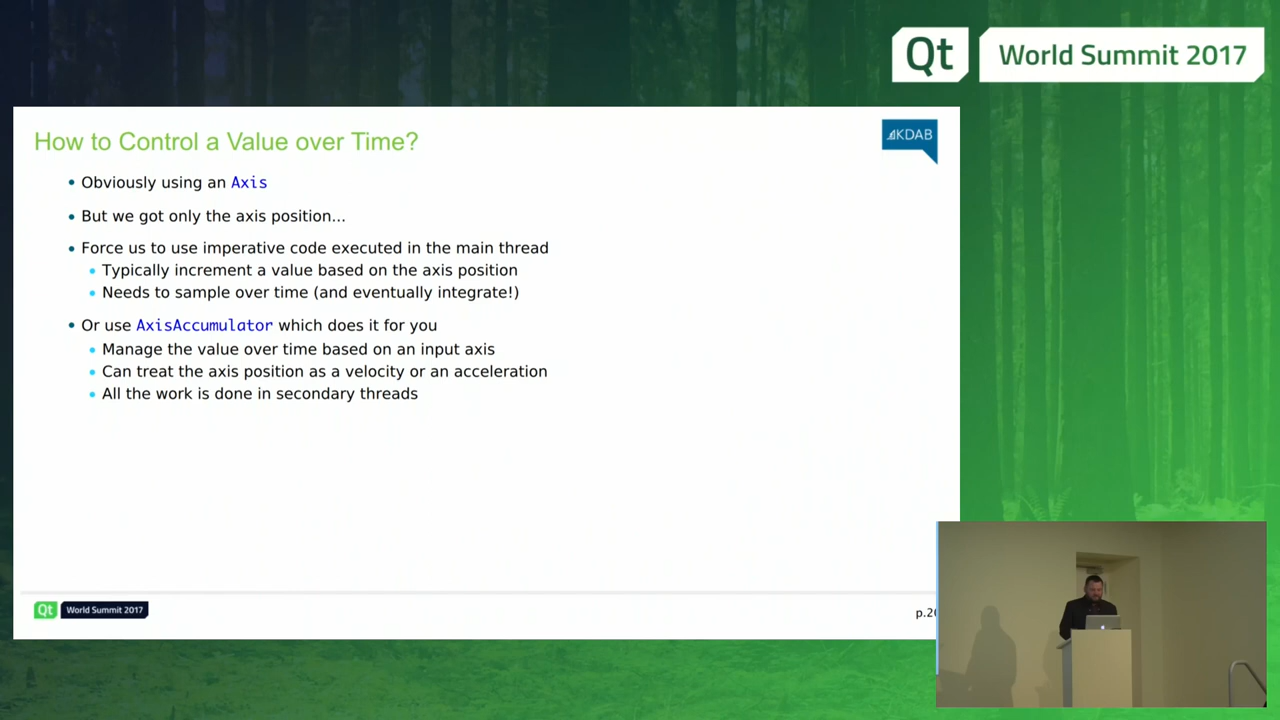 Qt World Summit 2017
How to Control a Value over Time?
KDAB
Obviously using an Axis
But we got only the axis position...
Force us to use imperative code executed in the main thread
Typically increment a value based on the axis position
Needs to sample over time (and eventually integrate!)
Or use AxisAccumulator which does it for you
Manage the value over time based on an input axis
Can treat the axis position as a velocity or an acceleration
All the work is done in secondary threads
Qt World Summit 2017